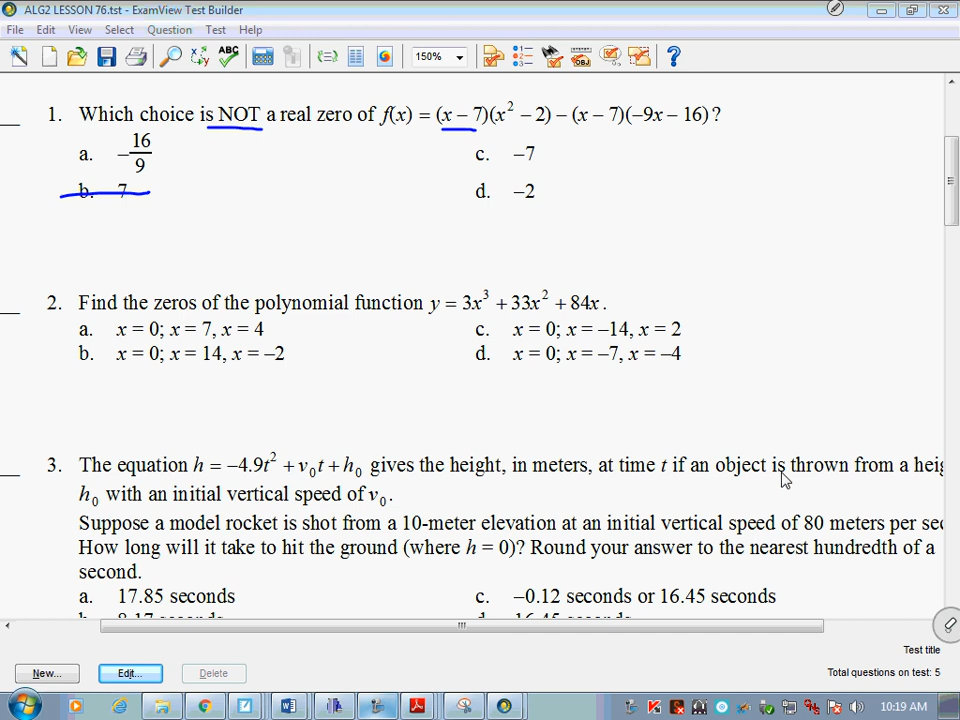 ALG2 LESSON 76.tst - ExamView Test Builder
File Edit View Select Question Test Help
ABC 150%
1. Which choice is NOT a real zero of f(x) = (x – 7)(x² – 2) – (x – 7)(–9x – 16)?
a. –16/9 c. –7
b. 7 d. –2
2. Find the zeros of the polynomial function y = 3x³ + 33x² + 84x.
a. x = 0; x = 7, x = 4 c. x = 0; x = –14, x = 2
b. x = 0; x = 14, x = –2 d. x = 0; x = –7, x = –4
3. The equation h = –4.9t² + v₀t + h₀ gives the height, in meters, at time t if an object is thrown from a heig
h₀ with an initial vertical speed of v₀.
Suppose a model rocket is shot from a 10-meter elevation at an initial vertical speed of 80 meters per sec
How long will it take to hit the ground (where h = 0)? Round your answer to the nearest hundredth of a
second.
a. 17.85 seconds c. –0.12 seconds or 16.45 seconds
b. 8.17 seconds d. 16.45 seconds
Test title
New... Edit... Delete Total questions on test: 5
10:19 AM